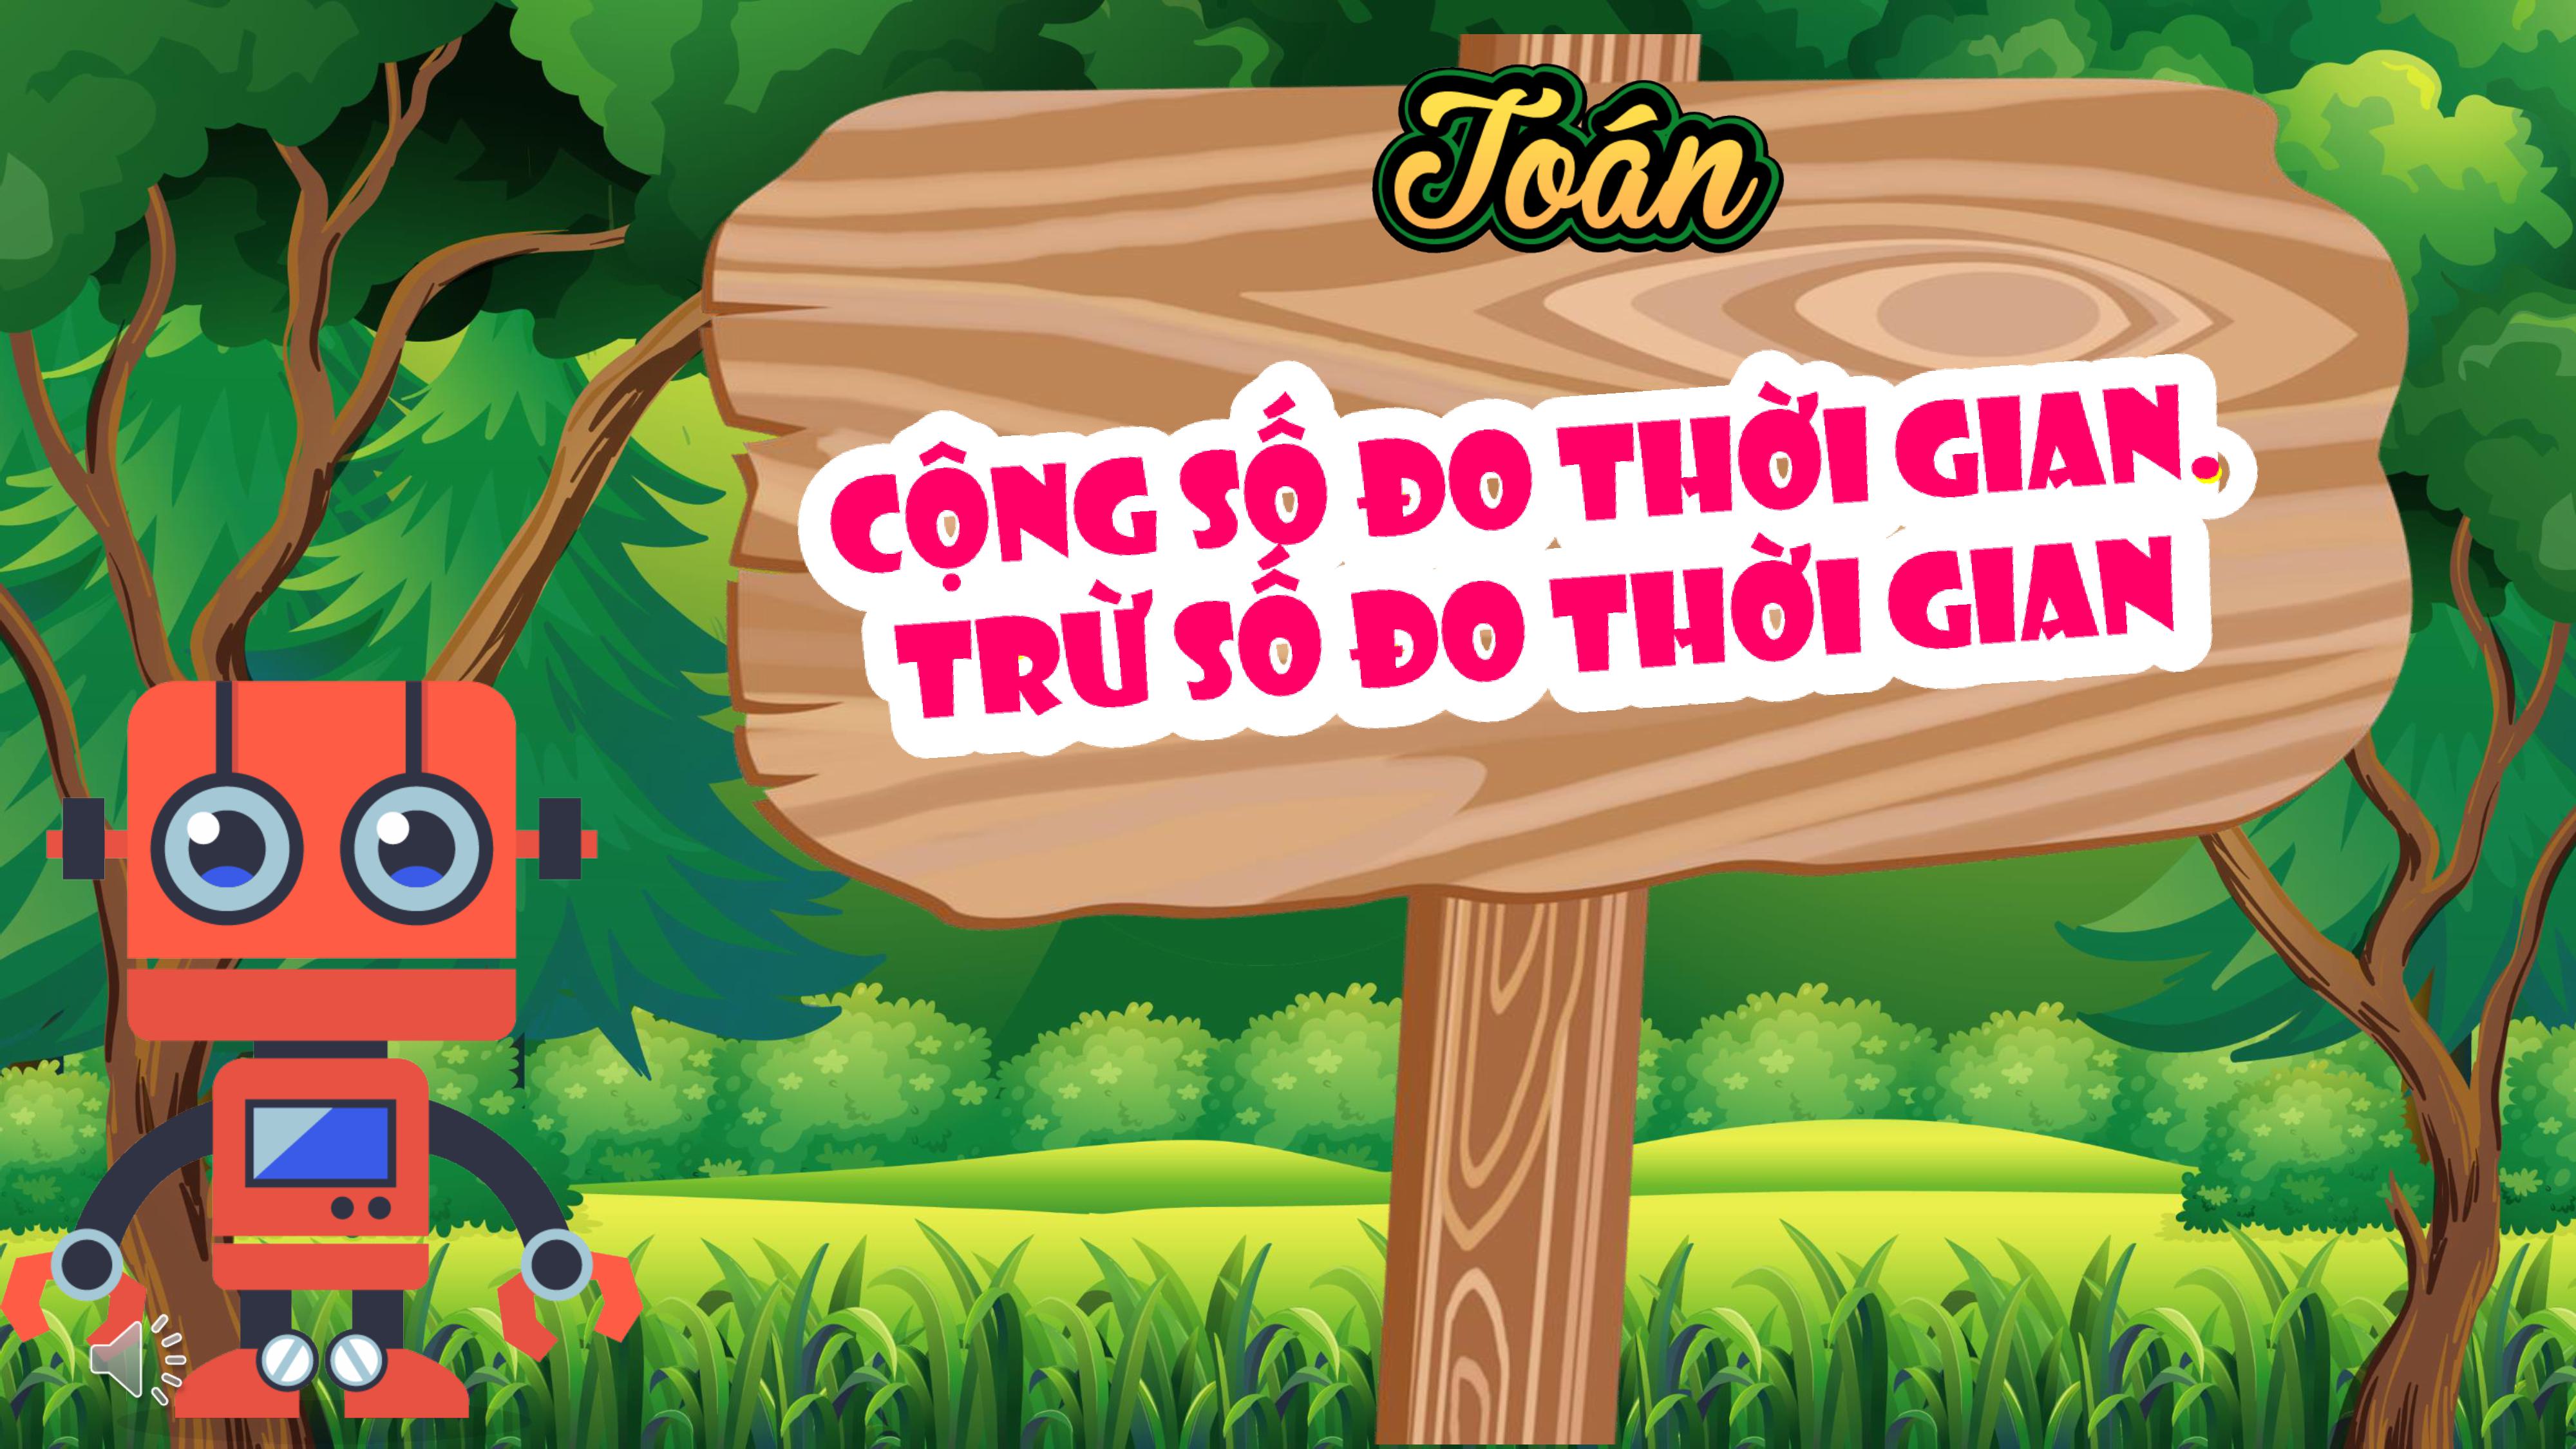 Toán
CỘNG SỐ ĐO THỜI GIAN.
TRỪ SỐ ĐO THỜI GIAN